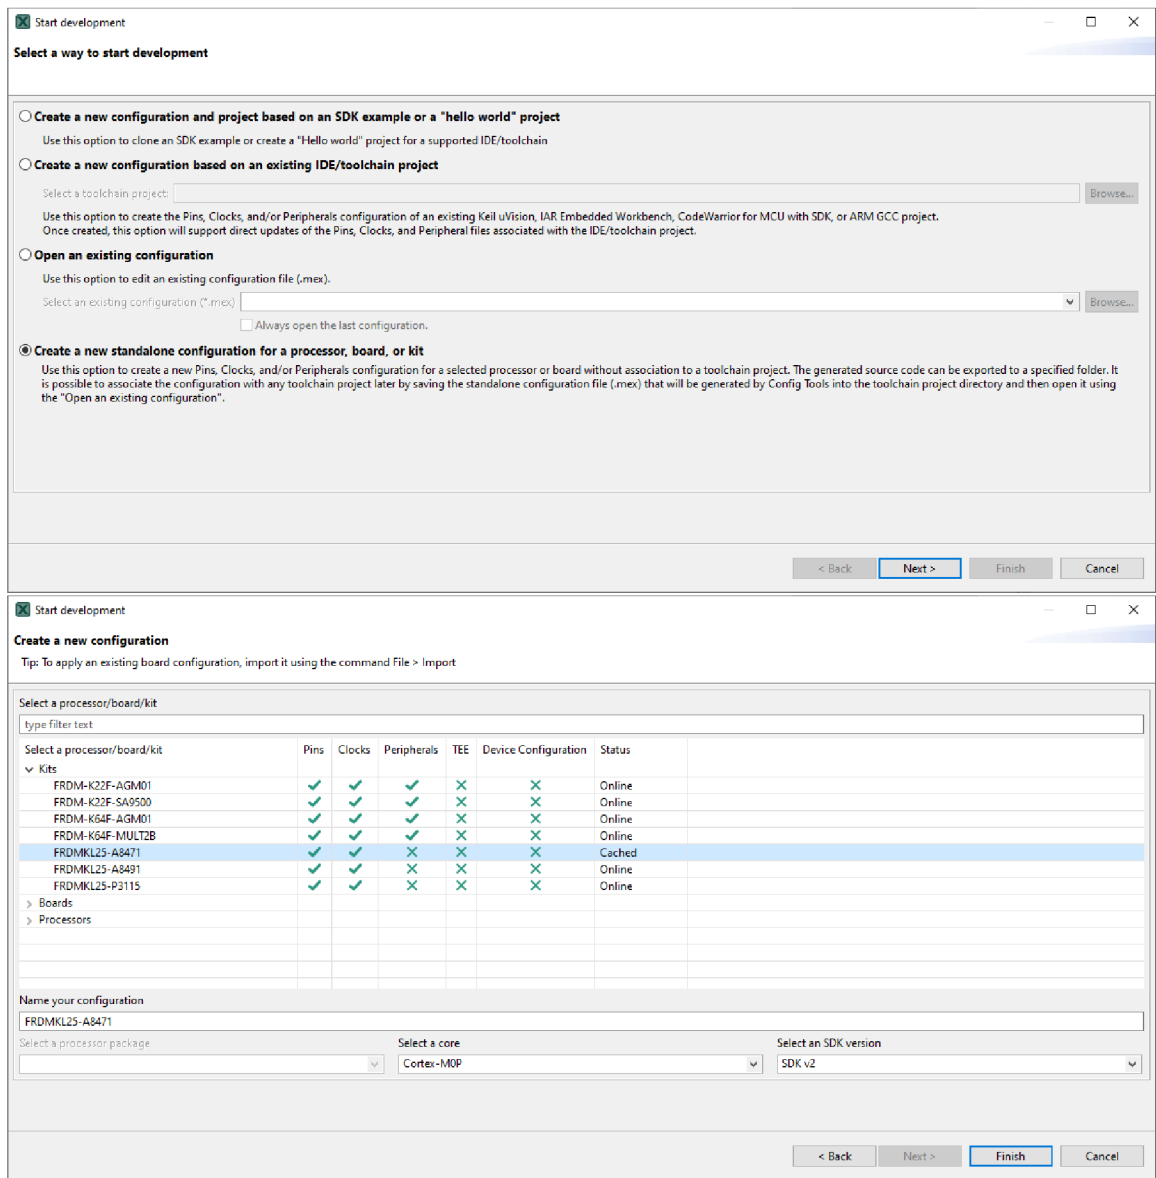 Start development
Select a way to start development
Create a new configuration and project based on an SDK example or a "hello world" project
Use this option to clone an SDK example or create a "Hello world" project for a supported IDE/toolchain
Create a new configuration based on an existing IDE/toolchain project
Select a toolchain project: Browse...
Use this option to create the Pins, Clocks, and/or Peripherals configuration of an existing Keil uVision, IAR Embedded Workbench, CodeWarrior for MCU with SDK, or ARM GCC project.
Once created, this option will support direct updates of the Pins, Clocks, and Peripheral files associated with the IDE/toolchain project.
Open an existing configuration
Use this option to edit an existing configuration file (.mex).
Select an existing configuration (*.mex) Browse...
Always open the last configuration.
Create a new standalone configuration for a processor, board, or kit
Use this option to create a new Pins, Clocks, and/or Peripherals configuration for a selected processor or board without association to a toolchain project. The generated source code can be exported to a specified folder. It
is possible to associate the configuration with any toolchain project later by saving the standalone configuration file (.mex) that will be generated by Config Tools into the toolchain project directory and then open it using
the "Open an existing configuration".
< Back Next > Finish Cancel
Start development
Create a new configuration
Tip: To apply an existing board configuration, import it using the command File > Import
Select a processor/board/kit
type filter text
Select a processor/board/kit Pins Clocks Peripherals TEE Device Configuration Status
Kits
FRDM-K22F-AGM01 Online
FRDM-K22F-SA9500 Online
FRDM-K64F-AGM01 Online
FRDM-K64F-MULT2B Online
FRDMKL25-A8471 Cached
FRDMKL25-A8491 Online
FRDMKL25-P3115 Online
Boards
Processors
Name your configuration
FRDMKL25-A8471
Select a processor package Select a core Select an SDK version
Cortex-M0P SDK v2
< Back Next > Finish Cancel